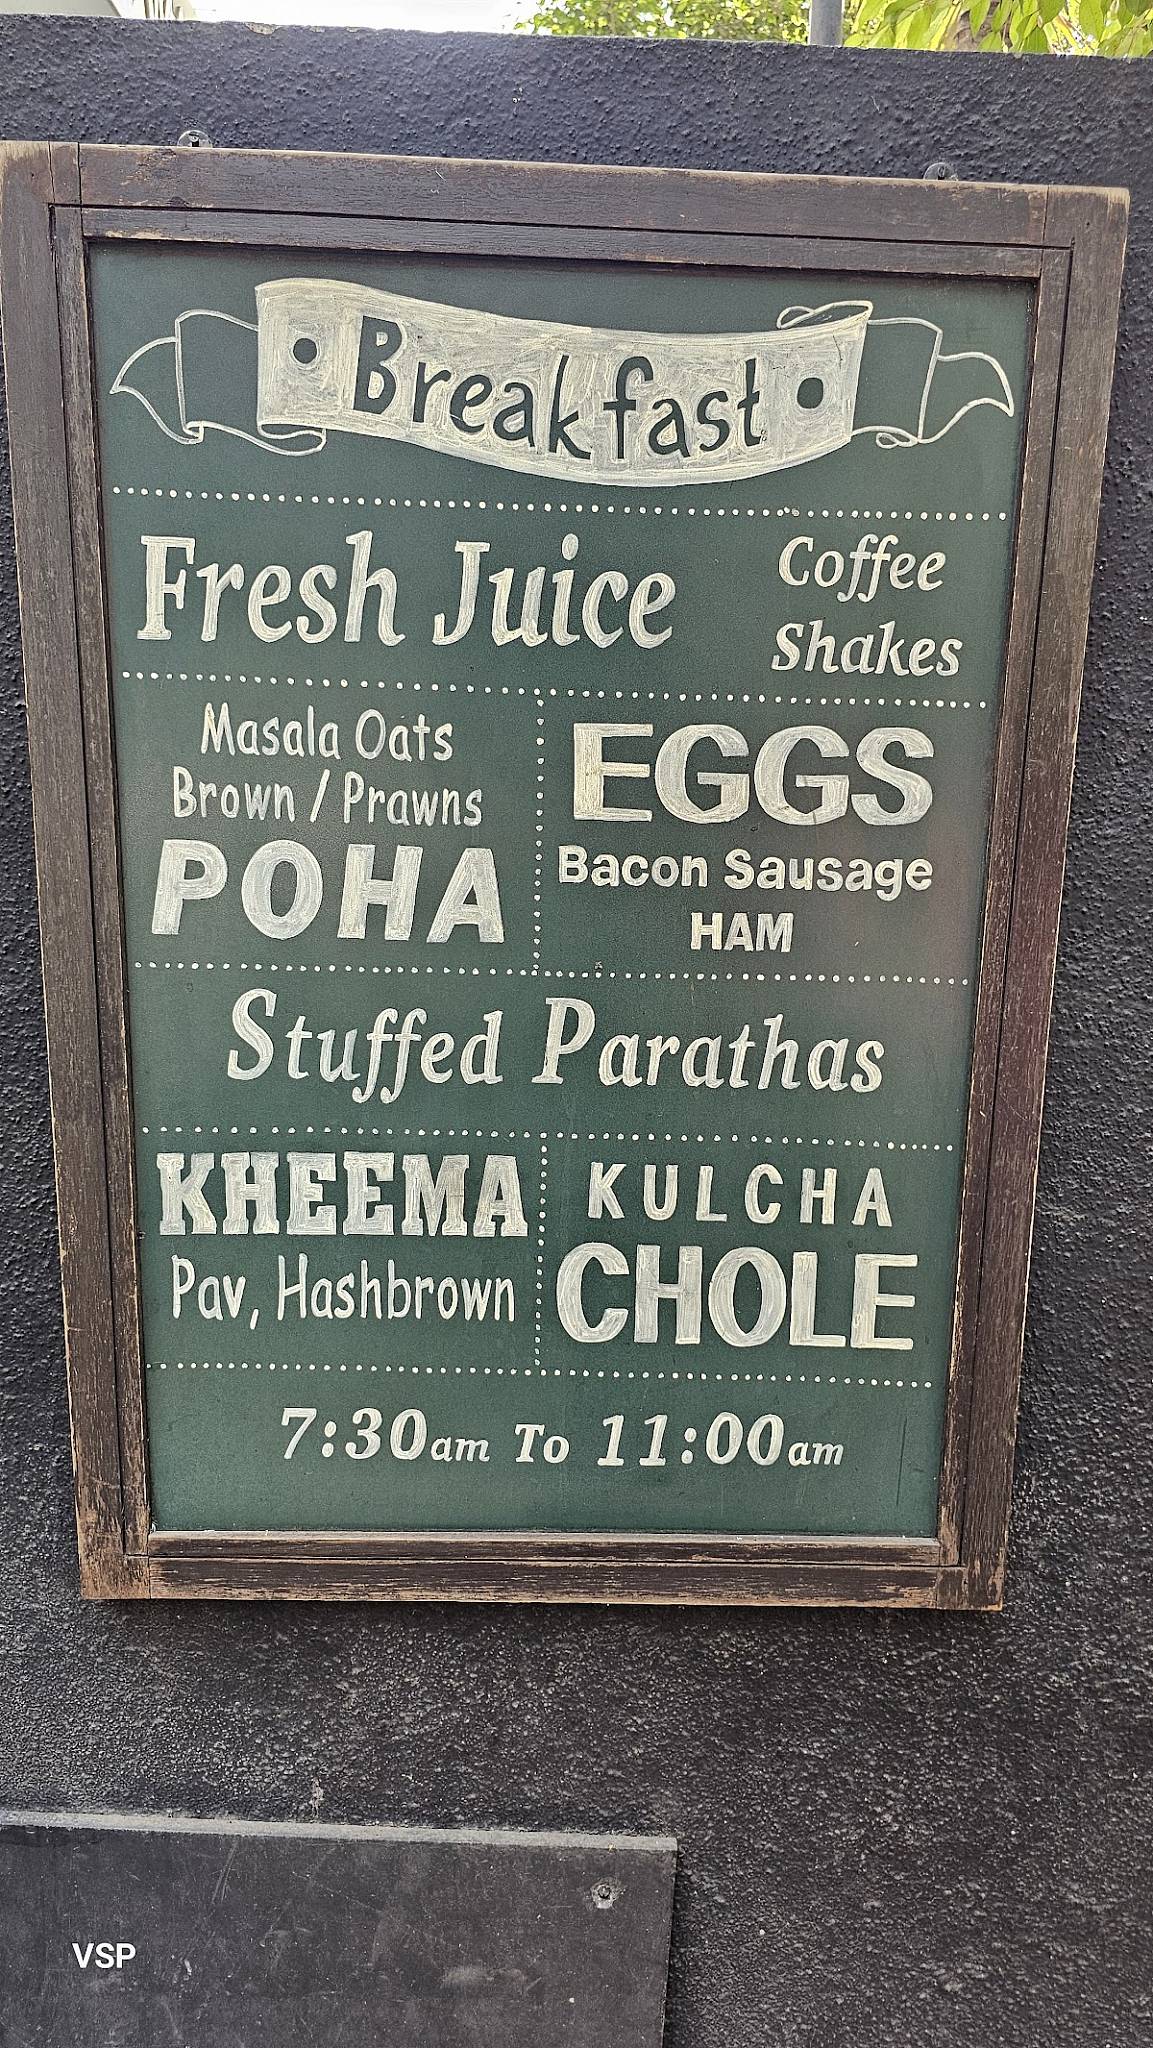 Breakfast
Fresh Juice
Coffee
Shakes
Masala Oats
Brown / Prawns
POHA
EGGS
Bacon Sausage
HAM
Stuffed Parathas
KHEEMA
Pav, Hashbrown
KULCHA
CHOLE
7:30am To 11:00am
VSP